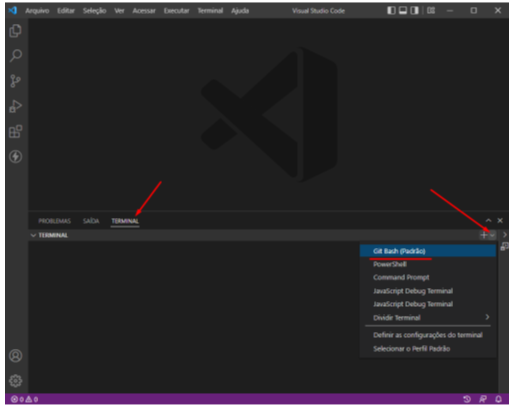 Arquivo Editar Seleção Ver Acessar Executar Terminal Ajuda Visual Studio Code
PROBLEMAS SAÍDA TERMINAL
TERMINAL
Git Bash (Padrão)
PowerShell
Command Prompt
JavaScript Debug Terminal
JavaScript Debug Terminal
Dividir Terminal
Definir as configurações do terminal
Selecionar o Perfil Padrão
0 0